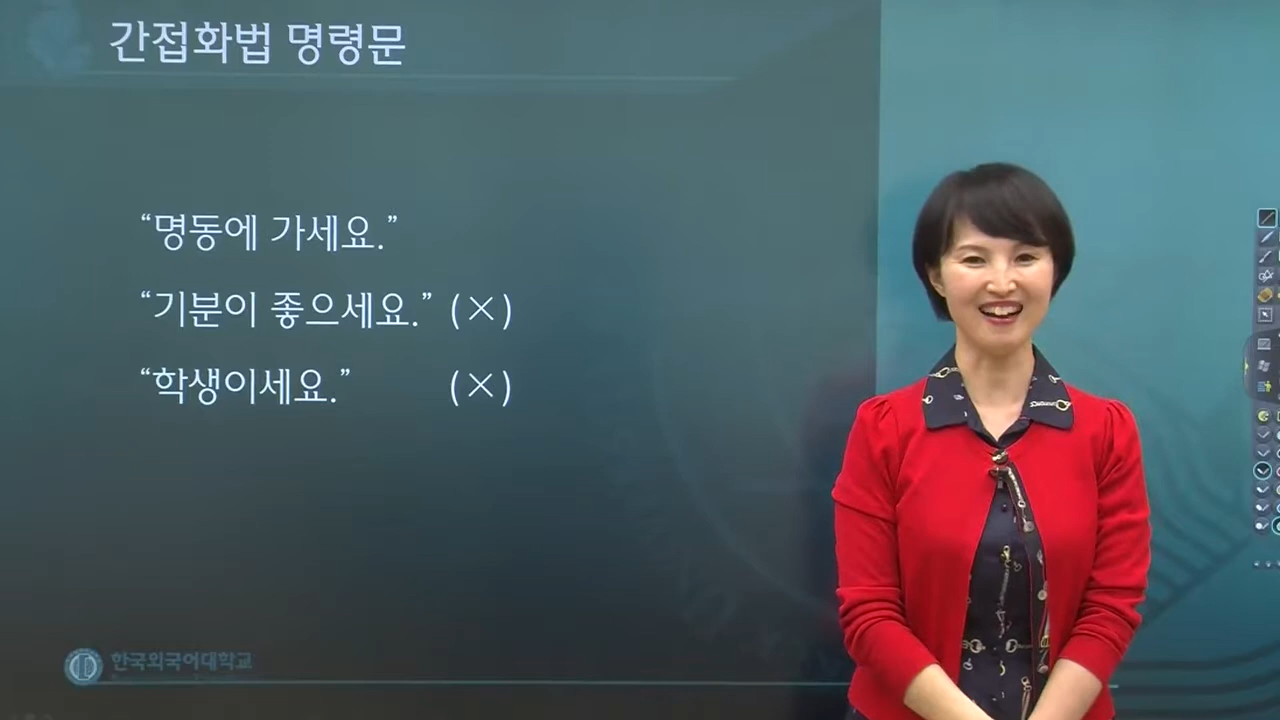 간접화법 명령문
“명동에 가세요.”
“기분이 좋으세요.” (×)
“학생이세요.” (×)
한국외국어대학교